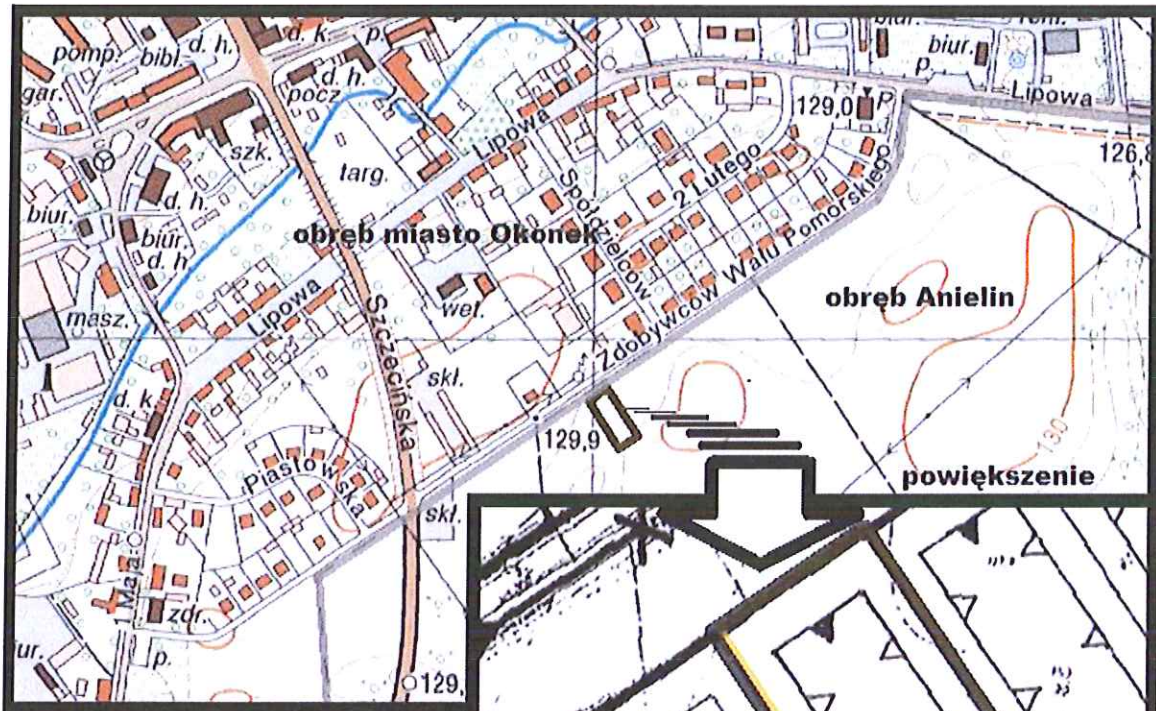 d. h.
d. k.
p.
pomp.
bibl.
biur.
rem.
biur.
p.
gar.
d. h.
pocz.
Lipowa
129,0
p.
szk.
targ.
Lipowa
126,8
Spółdzielców
2 Lutego
biur.
d. h.
biur.
d. h.
obręb miasto Okonek
Zdobywców Wału Pomorskiego
obręb Anielin
masz.
Lipowa
Szczecińska
wet.
skł.
d. k.
129,9
130
Piastowska
powiększenie
skł.
1 Maja
zdr.
p.
129,